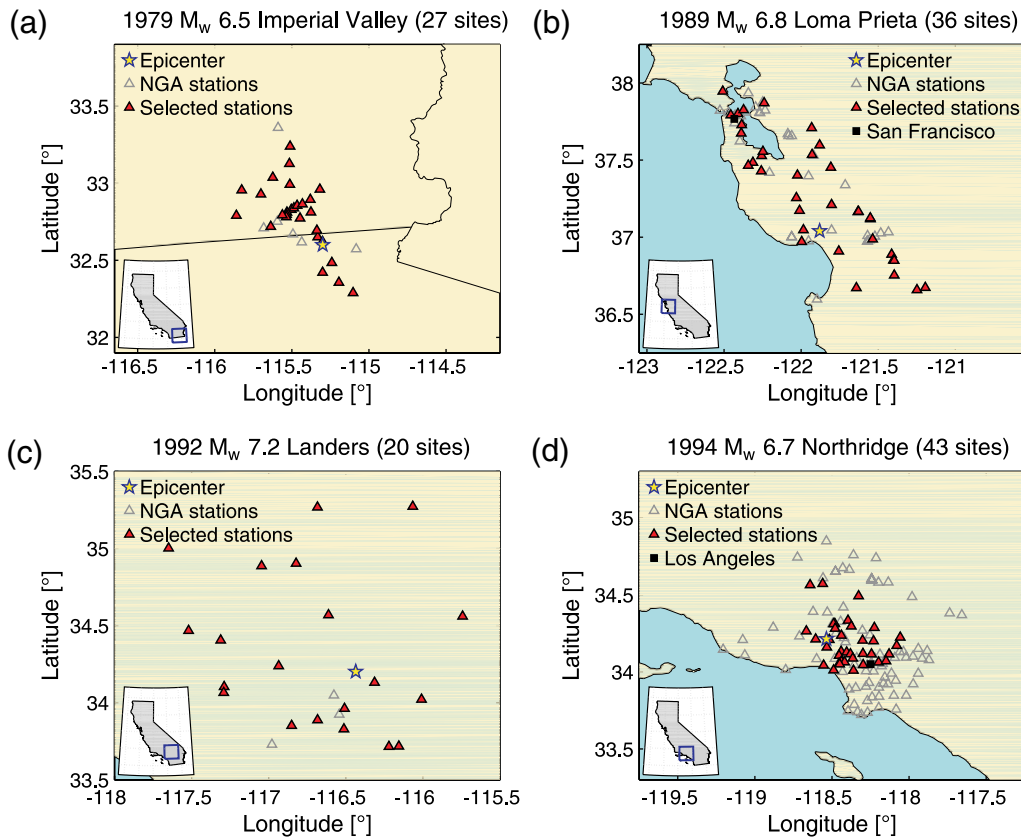 (a)
1979 Mw 6.5 Imperial Valley (27 sites)
Epicenter
NGA stations
Selected stations
33.5
33
32.5
32
Latitude [°]
-116.5
-116
-115.5
-115
-114.5
Longitude [°]
(b)
1989 Mw 6.8 Loma Prieta (36 sites)
Epicenter
NGA stations
Selected stations
San Francisco
38
37.5
37
36.5
Latitude [°]
-123
-122.5
-122
-121.5
-121
Longitude [°]
(c)
1992 Mw 7.2 Landers (20 sites)
Epicenter
NGA stations
Selected stations
35.5
35
34.5
34
33.5
Latitude [°]
-118
-117.5
-117
-116.5
-116
-115.5
Longitude [°]
(d)
1994 Mw 6.7 Northridge (43 sites)
Epicenter
NGA stations
Selected stations
Los Angeles
35
34.5
34
33.5
Latitude [°]
-119.5
-119
-118.5
-118
-117.5
Longitude [°]